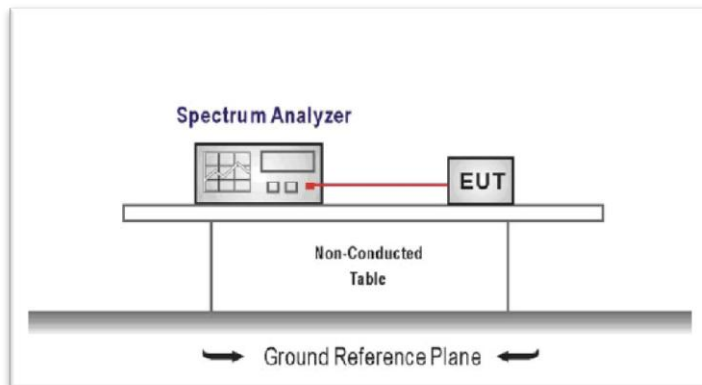 Spectrum Analyzer
EUT
Non-Conducted
Table
Ground Reference Plane